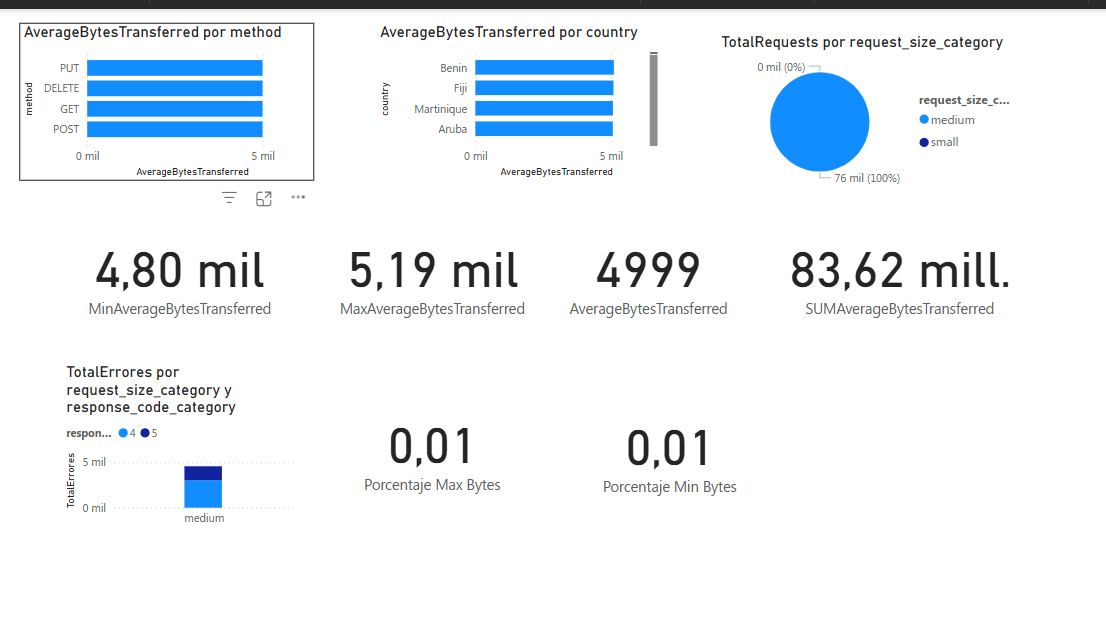 AverageBytesTransferred por method
method
PUT
DELETE
GET
POST
0 mil
5 mil
AverageBytesTransferred
AverageBytesTransferred por country
country
Benin
Fiji
Martinique
Aruba
0 mil
5 mil
AverageBytesTransferred
TotalRequests por request_size_category
0 mil (0%)
76 mil (100%)
request_size_c...
medium
small
4,80 mil
MinAverageBytesTransferred
5,19 mil
MaxAverageBytesTransferred
4999
AverageBytesTransferred
83,62 mill.
SUMAverageBytesTransferred
TotalErrores por
request_size_category y
response_code_category
respon... 4 5
TotalErrores
5 mil
0 mil
medium
0,01
Porcentaje Max Bytes
0,01
Porcentaje Min Bytes